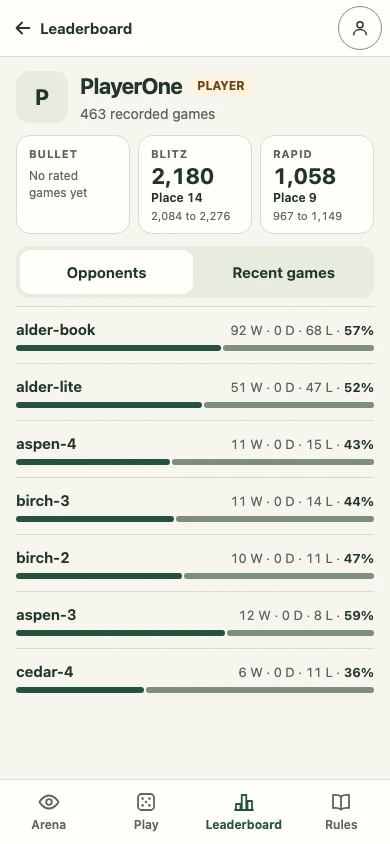 Leaderboard
P
PlayerOne PLAYER
463 recorded games
BULLET
No rated
games yet
BLITZ
2,180
Place 14
2,084 to 2,276
RAPID
1,058
Place 9
967 to 1,149
Opponents Recent games
alder-book 92 W · 0 D · 68 L · 57%
alder-lite 51 W · 0 D · 47 L · 52%
aspen-4 11 W · 0 D · 15 L · 43%
birch-3 11 W · 0 D · 14 L · 44%
birch-2 10 W · 0 D · 11 L · 47%
aspen-3 12 W · 0 D · 8 L · 59%
cedar-4 6 W · 0 D · 11 L · 36%
Arena Play Leaderboard Rules